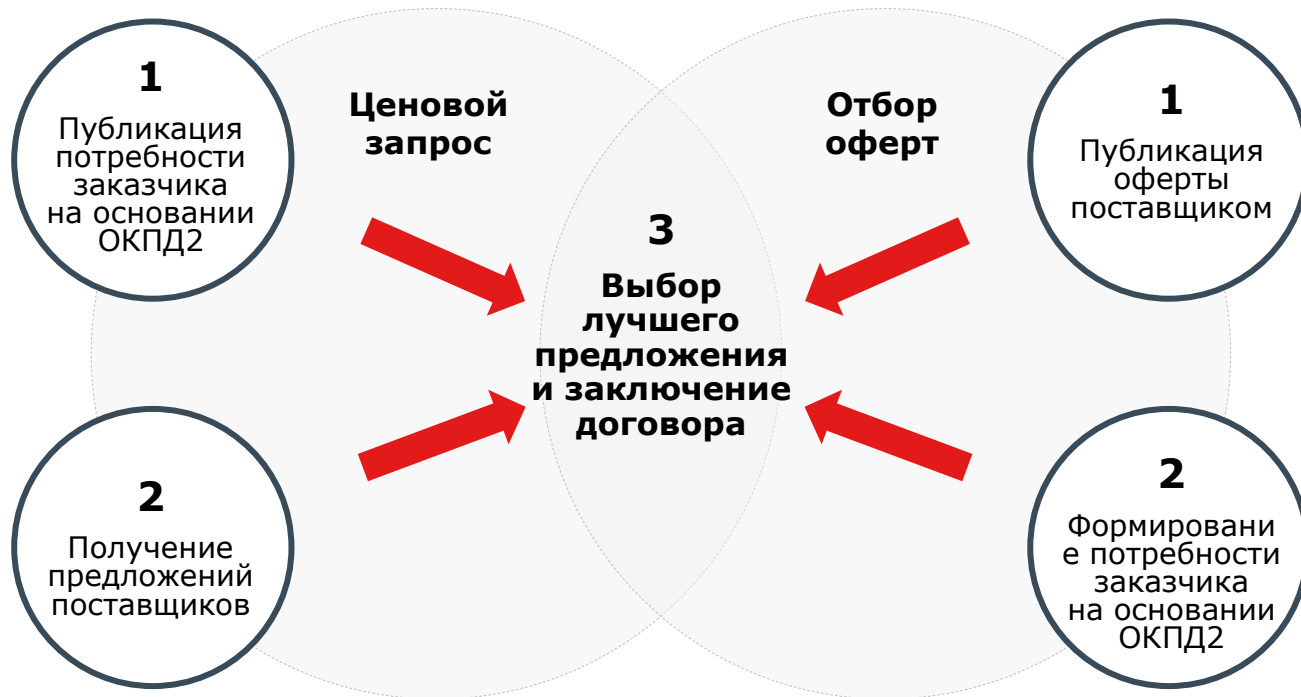 1
Публикация
потребности
заказчика
на основании
ОКПД2
Ценовой
запрос
2
Получение
предложений
поставщиков
Отбор
оферт
1
Публикация
оферты
поставщиком
2
Формировани
е потребности
заказчика
на основании
ОКПД2
3
Выбор
лучшего
предложения
и заключение
договора